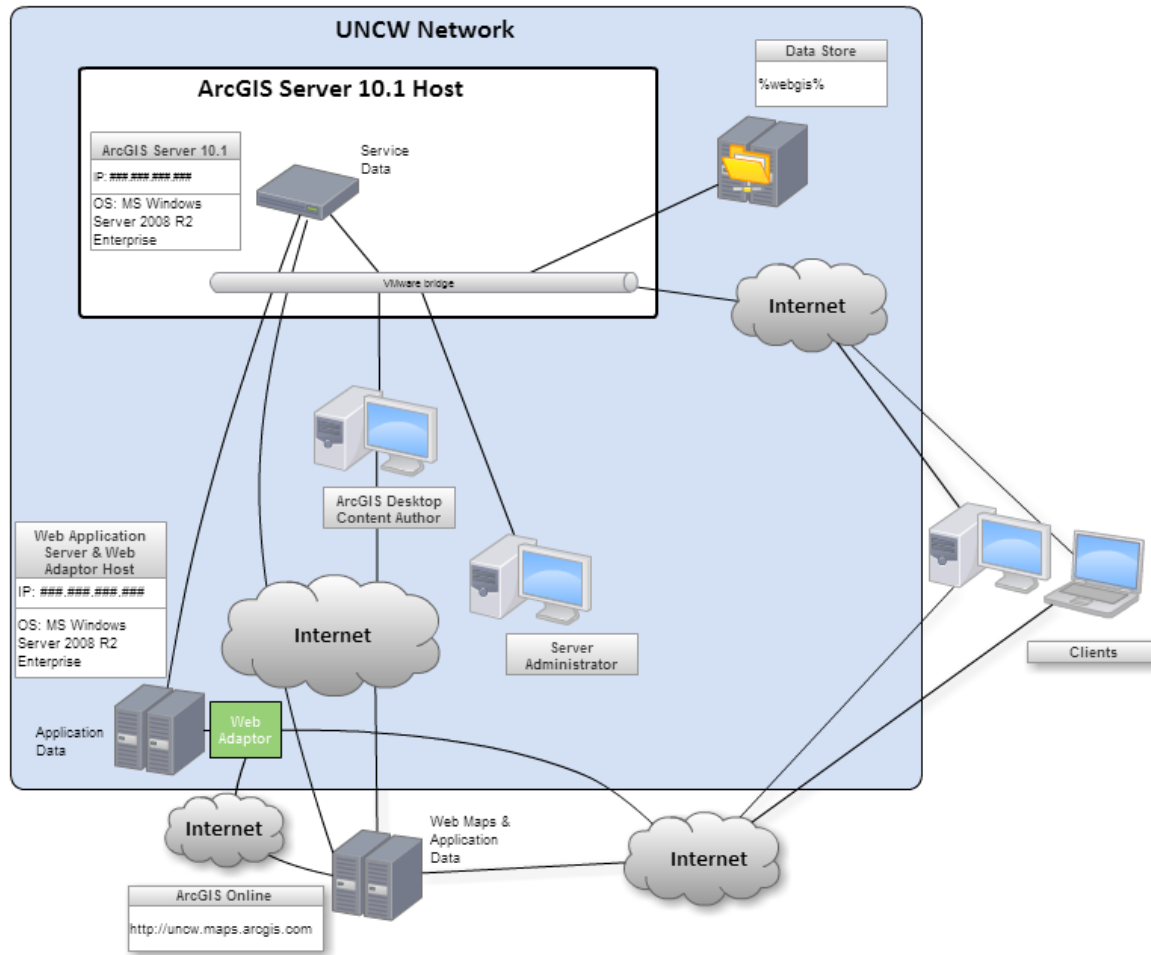 UNCW Network
ArcGIS Server 10.1 Host
Data Store
%webgis%
ArcGIS Server 10.1
IP: ###.###.###.###
OS: MS Windows
Server 2008 R2
Enterprise
Service
Data
VMware bridge
Internet
ArcGIS Desktop
Content Author
Web Application
Server & Web
Adaptor Host
IP: ###.###.###.###
OS: MS Windows
Server 2008 R2
Enterprise
Internet
Server
Administrator
Clients
Application
Data
Web
Adaptor
Internet
Web Maps &
Application
Data
Internet
ArcGIS Online
http://uncw.maps.arcgis.com